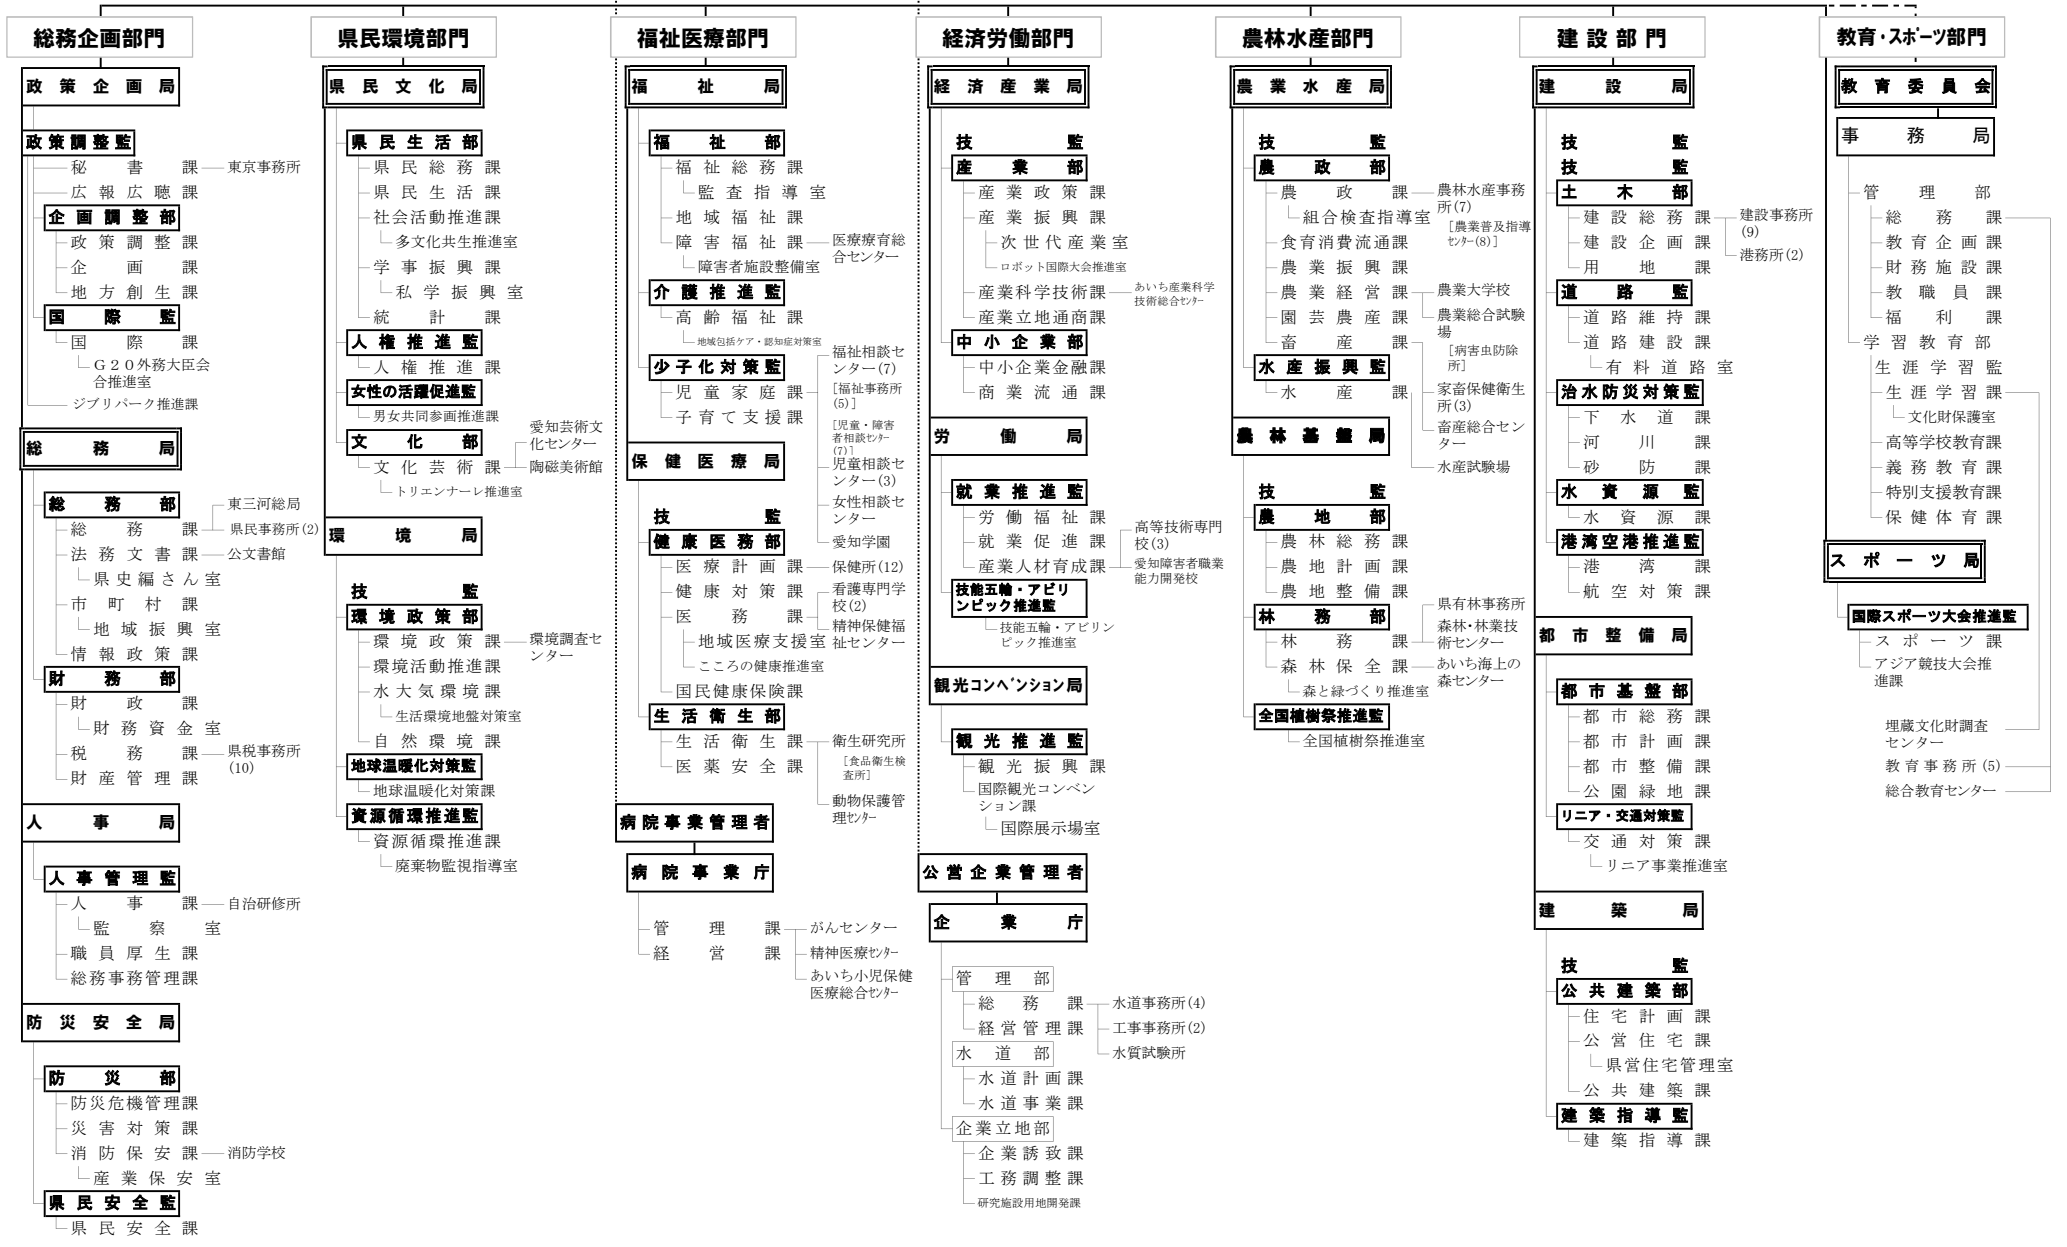 総務企画部門
政策企画局
政策調整監
秘書課
東京事務所
広報広聴課
企画調整部
政策調整課
企画課
地方創生課
国際監
国際課
G20外務大臣会
合推進室
ジブリパーク推進課
総務局
総務部
東三河総局
総務課
県民事務所(2)
法務文書課
公文書館
県史編さん室
市町村課
地域振興室
情報政策課
財務部
財政課
財務資金室
税務課
県税事務所
(10)
財産管理課
人事局
人事管理監
人事課
自治研修所
監察室
職員厚生課
総務事務管理課
防災安全局
防災部
防災危機管理課
災害対策課
消防保安課
消防学校
産業保安室
県民安全監
県民安全課
県民環境部門
県民文化局
県民生活部
県民総務課
県民生活課
社会活動推進課
多文化共生推進室
学事振興課
私学振興室
統計課
人権推進監
人権推進課
女性の活躍促進監
男女共同参画推進課
文化部
愛知芸術文
化センター
文化芸術課
陶磁美術館
トリエンナーレ推進室
環境局
技監
環境政策部
環境政策課
環境調査セ
ンター
環境活動推進課
水大気環境課
生活環境地盤対策室
自然環境課
地球温暖化対策監
地球温暖化対策課
資源循環推進監
資源循環推進課
廃棄物監視指導室
福祉医療部門
福祉局
福祉部
福祉総務課
監査指導室
地域福祉課
障害福祉課
医療療育総
合センター
障害者施設整備室
介護推進監
高齢福祉課
地域包括ケア・認知症対策室
少子化対策監
児童家庭課
子育て支援課
福祉相談セ
ンター(7)
[福祉事務所
(5)]
[児童・障害
者相談センター
(7)]
児童相談セ
ンター(3)
女性相談セ
ンター
愛知学園
保健医療局
技監
健康医務部
医療計画課
保健所(12)
健康対策課
看護専門学
校(2)
医務課
精神保健福
祉センター
地域医療支援室
こころの健康推進室
国民健康保険課
生活衛生部
生活衛生課
衛生研究所
医薬安全課
[食品衛生検
査所]
動物保護管
理センター
病院事業管理者
病院事業庁
管理課
がんセンター
経営課
精神医療センター
あいち小児保健
医療総合センター
経済労働部門
経済産業局
技監
産業部
産業政策課
産業振興課
次世代産業室
ロボット国際大会推進室
産業科学技術課
あいち産業科学
技術総合センター
産業立地通商課
中小企業部
中小企業金融課
商業流通課
労働局
就業推進監
労働福祉課
就業促進課
高等技術専門
校(3)
産業人材育成課
愛知障害者職業
能力開発校
技能五輪・アビリ
ンピック推進監
技能五輪・アビリン
ピック推進室
観光コンベンション局
観光推進監
観光振興課
国際観光コンベン
ション課
国際展示場室
公営企業管理者
企業庁
管理部
総務課
水道事務所(4)
経営管理課
工事事務所(2)
水道部
水質試験所
水道計画課
水道事業課
企業立地部
企業誘致課
工務調整課
研究施設用地開発課
農林水産部門
農業水産局
技監
農政部
農政課
農林水産事務
所(7)
組合検査指導室
[農業普及指導
センター(8)]
食育消費流通課
農業振興課
農業経営課
農業大学校
園芸農産課
農業総合試験
場
畜産課
[病害虫防除
所]
水産振興監
水産課
家畜保健衛生
所(3)
畜産総合セン
ター
水産試験場
農林基盤局
技監
農地部
農林総務課
農地計画課
農地整備課
林務部
県有林事務所
林務課
森林・林業技
術センター
森林保全課
あいち海上の
森センター
森と緑づくり推進室
全国植樹祭推進監
全国植樹祭推進室
建設部門
建設局
技監
技監
土木部
建設総務課
建設事務所
(9)
建設企画課
港務所(2)
用地課
道路監
道路維持課
道路建設課
有料道路室
治水防災対策監
下水道課
河川課
砂防課
水資源監
水資源課
港湾空港推進監
港湾課
航空対策課
都市整備局
都市基盤部
都市総務課
都市計画課
都市整備課
公園緑地課
リニア・交通対策監
交通対策課
リニア事業推進室
建築局
技監
公共建築部
住宅計画課
公営住宅課
県営住宅管理室
公共建築課
建築指導監
建築指導課
教育・スポーツ部門
教育委員会
事務局
管理部
総務課
教育企画課
財務施設課
教職員課
福利課
学習教育部
生涯学習監
生涯学習課
文化財保護室
高等学校教育課
義務教育課
特別支援教育課
保健体育課
スポーツ局
国際スポーツ大会推進監
スポーツ課
アジア競技大会推
進課
埋蔵文化財調査
センター
教育事務所(5)
総合教育センター